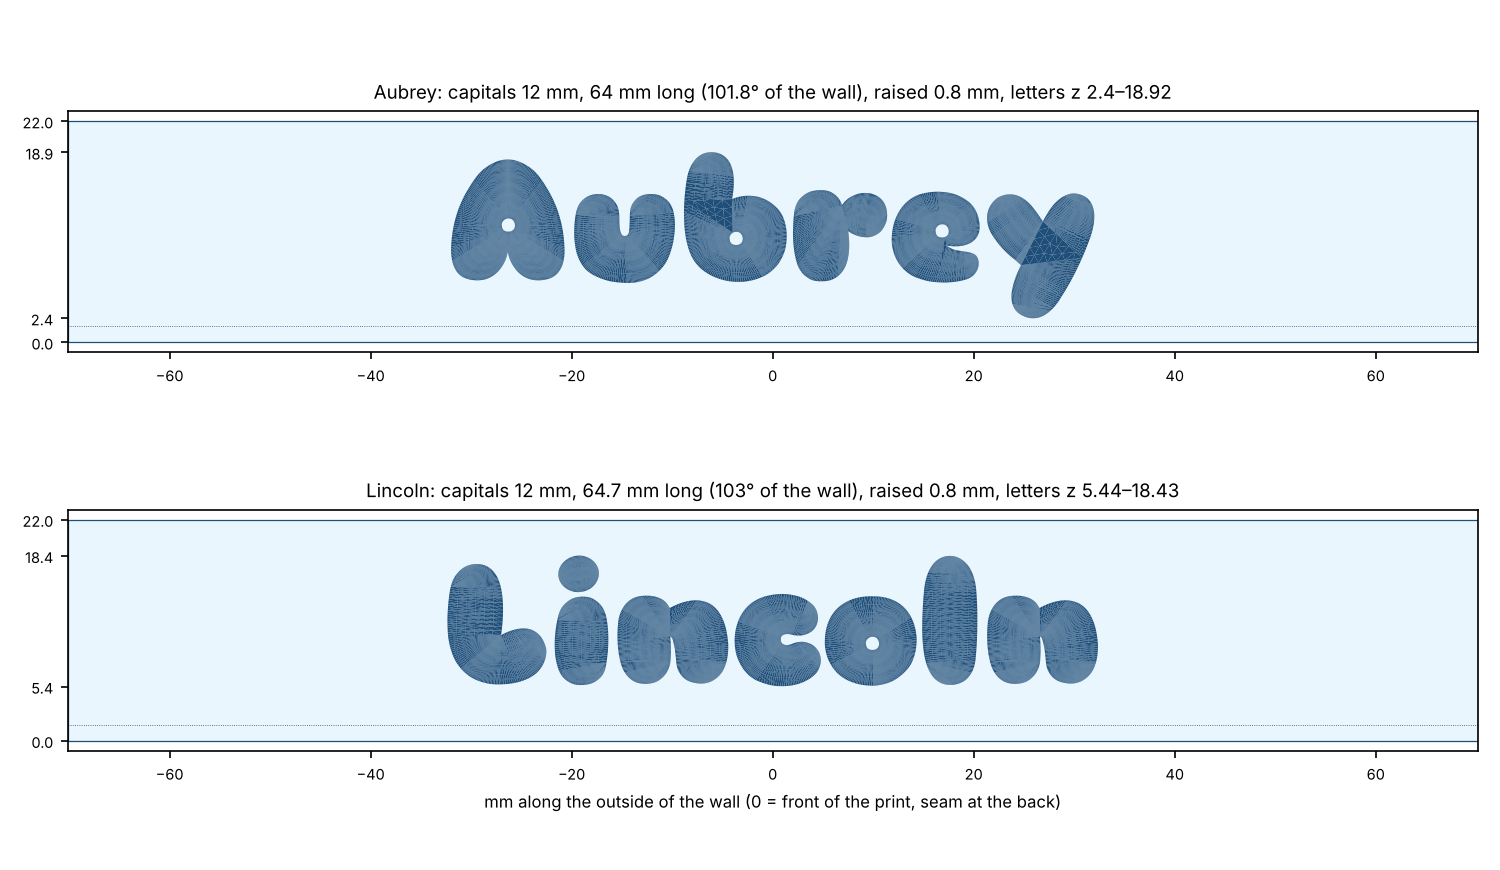 Aubrey: capitals 12 mm, 64 mm long (101.8° of the wall), raised 0.8 mm, letters z 2.4–18.92
22.0
18.9
Aubrey
2.4
0.0
−60 −40 −20 0 20 40 60
Lincoln: capitals 12 mm, 64.7 mm long (103° of the wall), raised 0.8 mm, letters z 5.44–18.43
22.0
18.4
Lincoln
5.4
0.0
−60 −40 −20 0 20 40 60
mm along the outside of the wall (0 = front of the print, seam at the back)